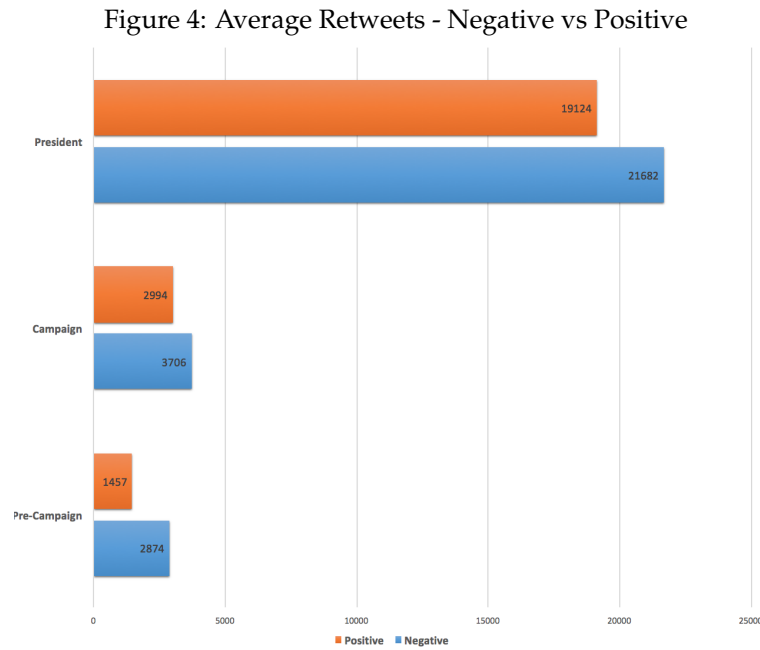 Figure 4: Average Retweets - Negative vs Positive
President
19124
21682
Campaign
2994
3706
Pre-Campaign
1457
2874
0 5000 10000 15000 20000 25000
Positive Negative